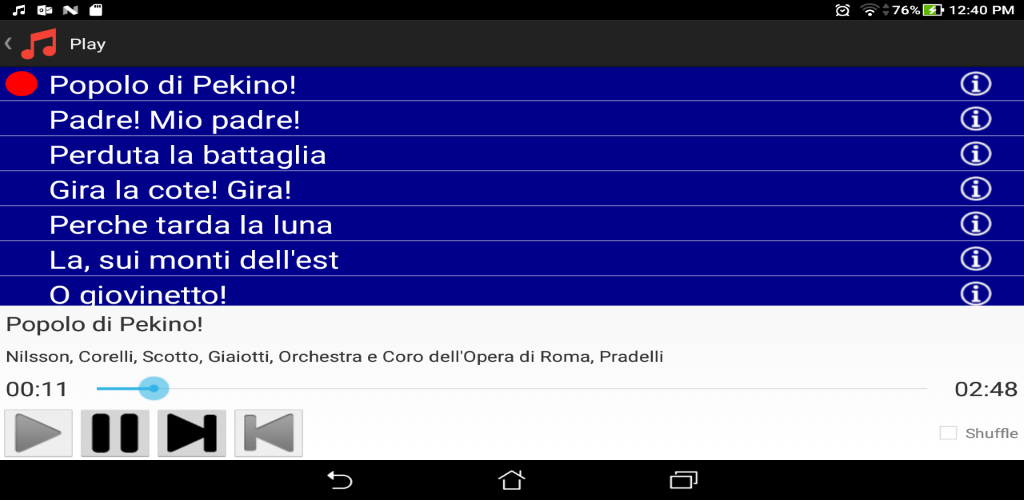 76% 12:40 PM
Play
Popolo di Pekino!
Padre! Mio padre!
Perduta la battaglia
Gira la cote! Gira!
Perche tarda la luna
La, sui monti dell'est
O giovinetto!
Popolo di Pekino!
Nilsson, Corelli, Scotto, Giaiotti, Orchestra e Coro dell'Opera di Roma, Pradelli
00:11 02:48
Shuffle